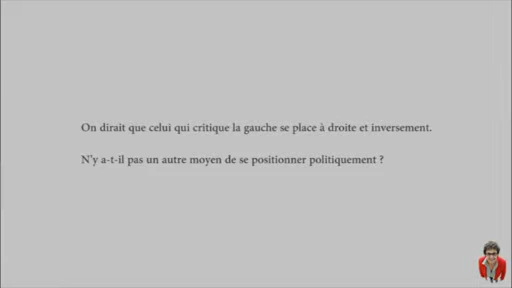 On dirait que celui qui critique la gauche se place à droite et inversement.
N'y a-t-il pas un autre moyen de se positionner politiquement ?